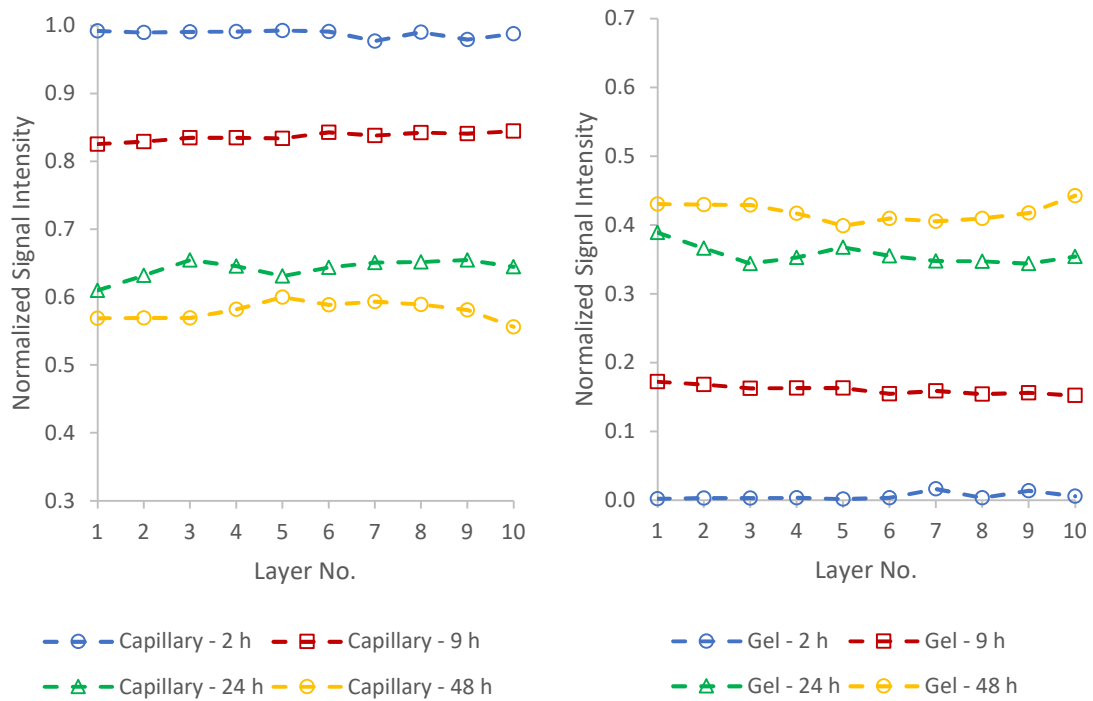 Normalized Signal Intensity
1.0
0.9
0.8
0.7
0.6
0.5
0.4
0.3
1 2 3 4 5 6 7 8 9 10
Layer No.
Capillary - 2 h Capillary - 9 h
Capillary - 24 h Capillary - 48 h
Normalized Signal Intensity
0.7
0.6
0.5
0.4
0.3
0.2
0.1
0.0
1 2 3 4 5 6 7 8 9 10
Layer No.
Gel - 2 h Gel - 9 h
Gel - 24 h Gel - 48 h